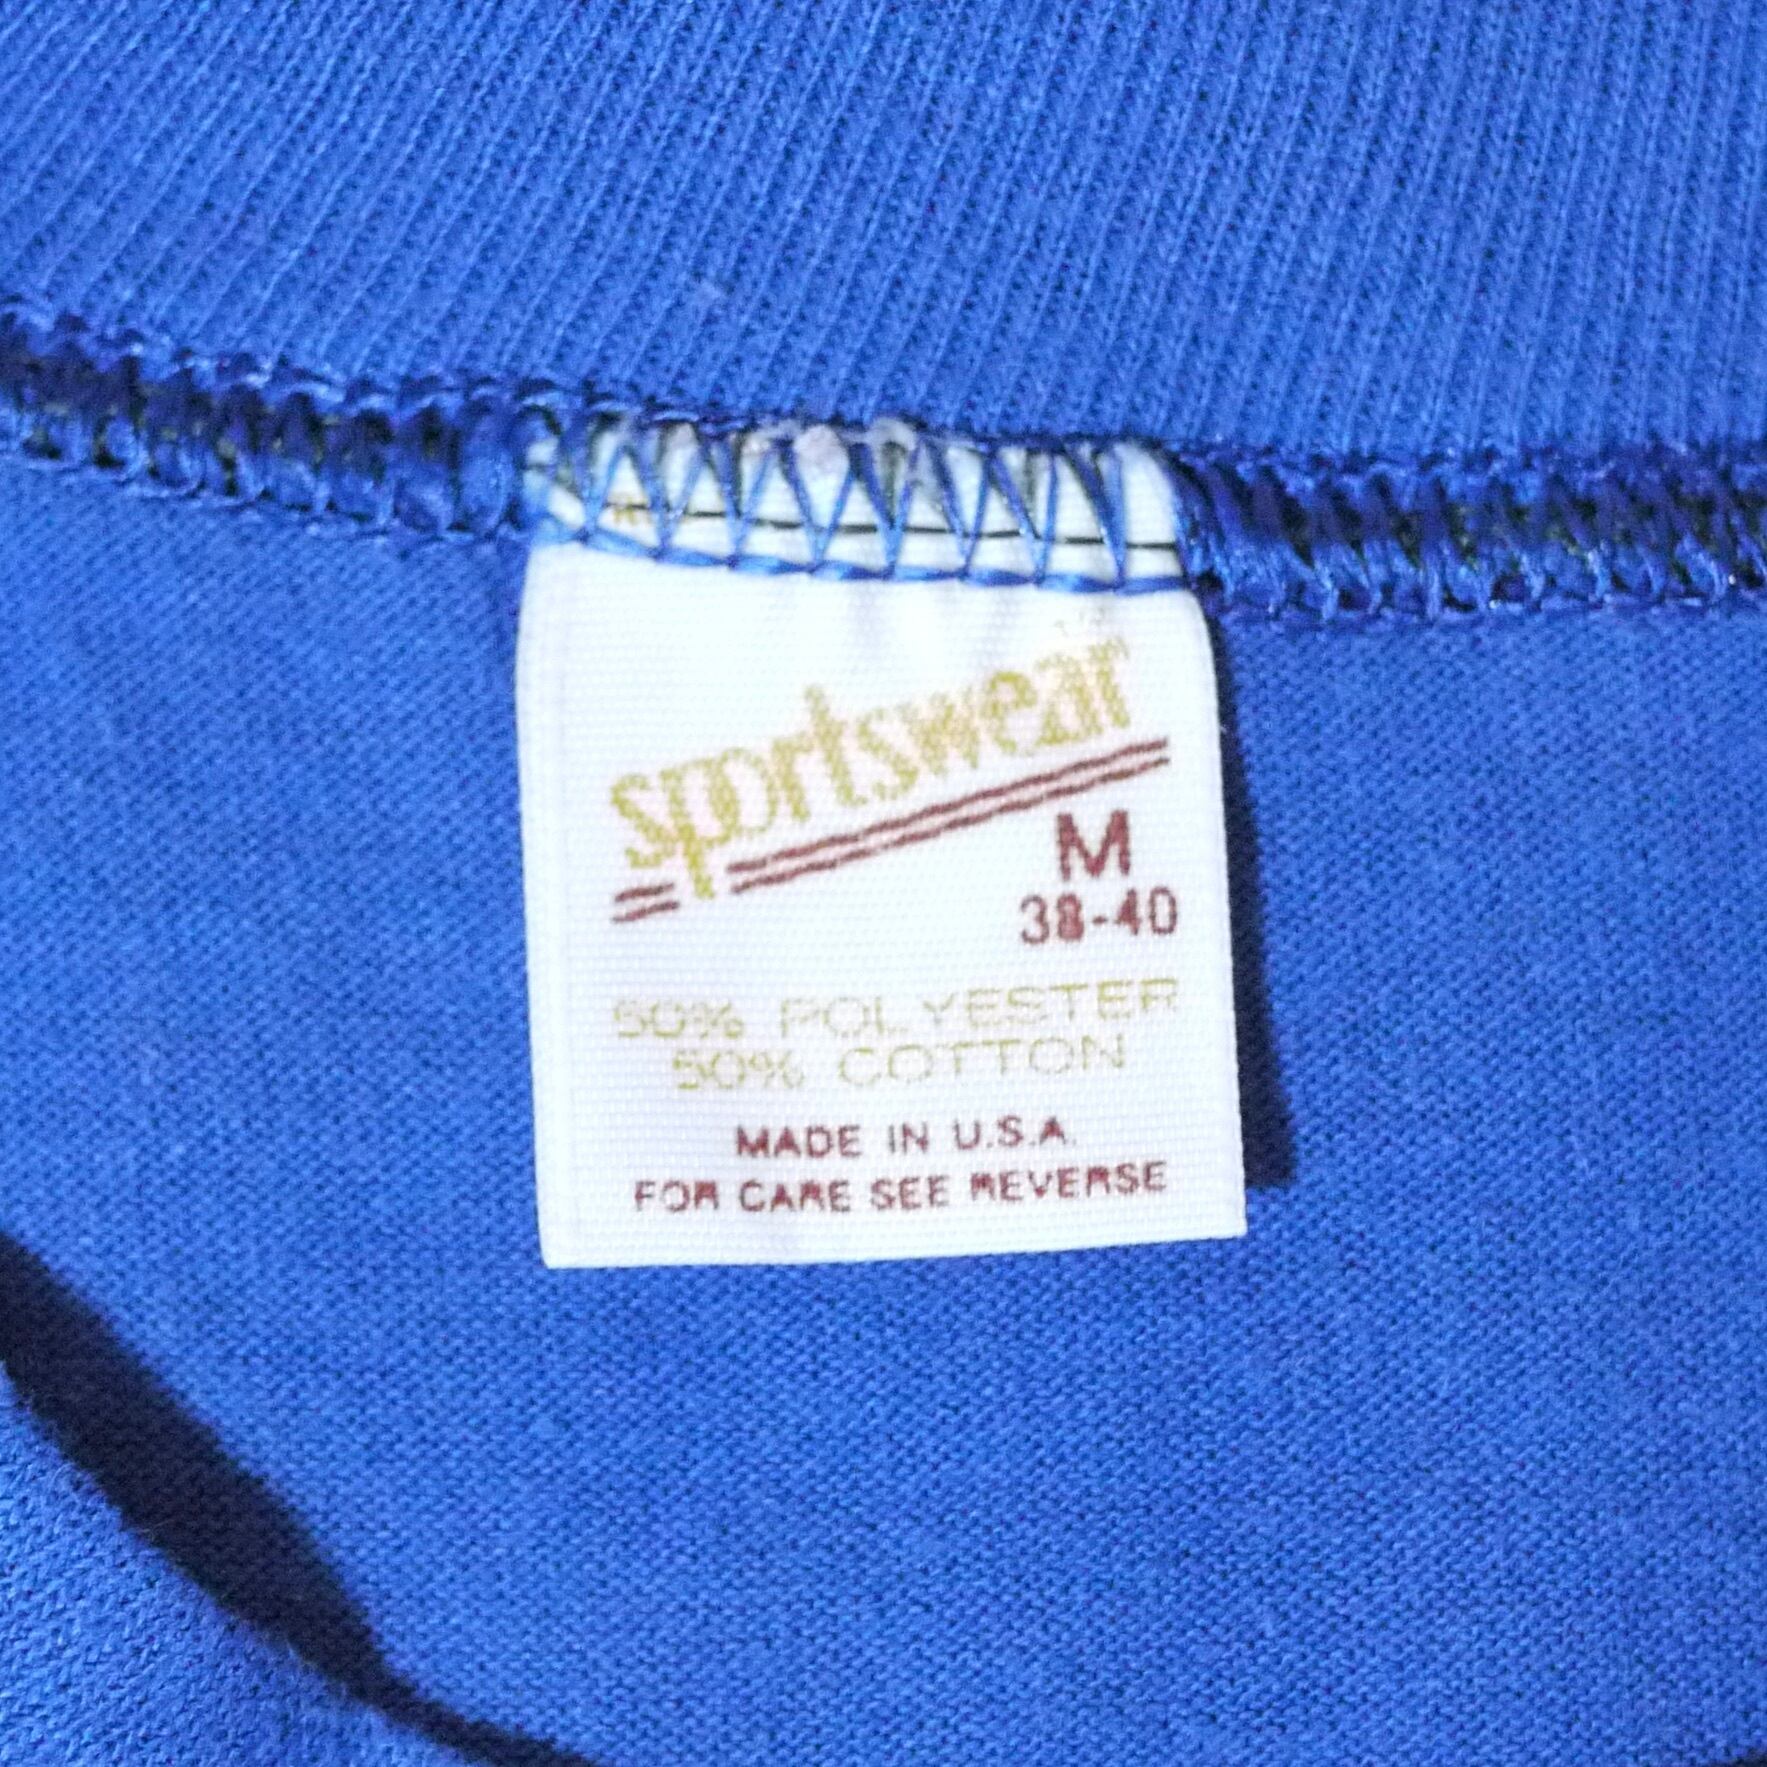 sportswear
M
38-40
50% POLYESTER
50% COTTON
MADE IN U.S.A.
FOR CARE SEE REVERSE